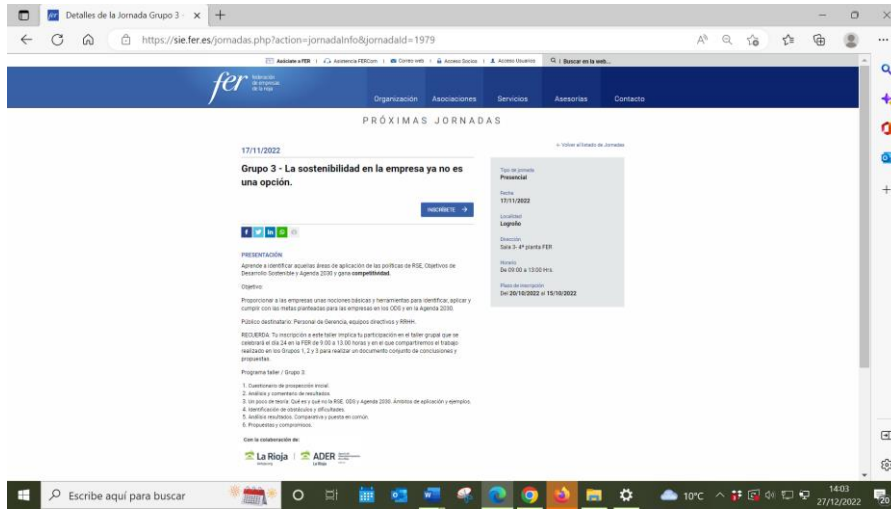 Detalles de la Jornada Grupo 3 -
https://sie.fer.es/jornadas.php?action=jornadaInfo&jornadaId=1979
Asóciate a FER | Asistencia FERCom | Correo web | Acceso Socios | Acceso Usuarios | Buscar en la web...
fer federación de empresas de la rioja
Organización Asociaciones Servicios Asesorías Contacto
PRÓXIMAS JORNADAS
Volver al listado de Jornadas
17/11/2022
Grupo 3 - La sostenibilidad en la empresa ya no es
una opción.
INSCRÍBETE →
PRESENTACIÓN
Aprende a identificar aquellas áreas de aplicación de las políticas de RSE, Objetivos de
Desarrollo Sostenible y Agenda 2030 y gana competitividad.
Objetivo:
Proporcionar a las empresas unas nociones básicas y herramientas para identificar, aplicar y
cumplir con las metas planteadas para las empresas en los ODS y en la Agenda 2030.
Público destinatario: Personal de Gerencia, equipos directivos y RRHH.
RECUERDA: Tu inscripción a este taller implica tu participación en el taller grupal que se
celebrará el día 24 en la FER de 9.00 a 13.00 horas y en el que compartiremos el trabajo
realizado en los Grupos 1, 2 y 3 para realizar un documento conjunto de conclusiones y
propuestas.
Programa taller / Grupo 3:
1. Cuestionario de prospección inicial.
2. Análisis y comentario de resultados.
3. Un poco de teoría: Qué es y qué no la RSE, ODS y Agenda 2030. Ámbitos de aplicación y ejemplos.
4. Identificación de obstáculos y dificultades.
5. Análisis resultados. Comparativa y puesta en común.
6. Propuestas y compromisos.
Con la colaboración de:
La Rioja ADER
La Rioja
Tipo de jornada
Presencial
Fecha
17/11/2022
Localidad
Logroño
Dirección
Sala 3- 4ª planta FER
Horario
De 09:00 a 13:00 Hrs.
Plazo de inscripción
Del 20/10/2022 al 15/10/2022
Escribe aquí para buscar
10°C
14:03
27/12/2022
20